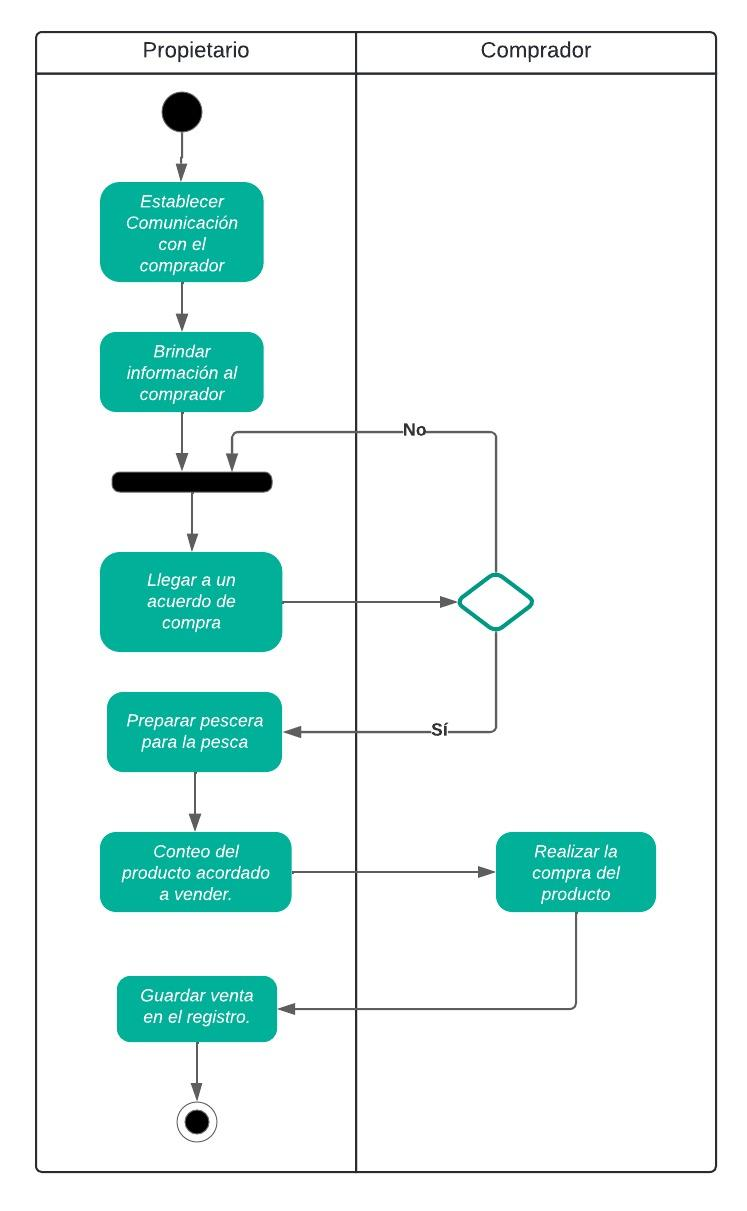 Propietario
Comprador
Establecer
Comunicación
con el
comprador
Brindar
información al
comprador
No
Llegar a un
acuerdo de
compra
Preparar pescera
para la pesca
Sí
Conteo del
producto acordado
a vender.
Realizar la
compra del
producto
Guardar venta
en el registro.